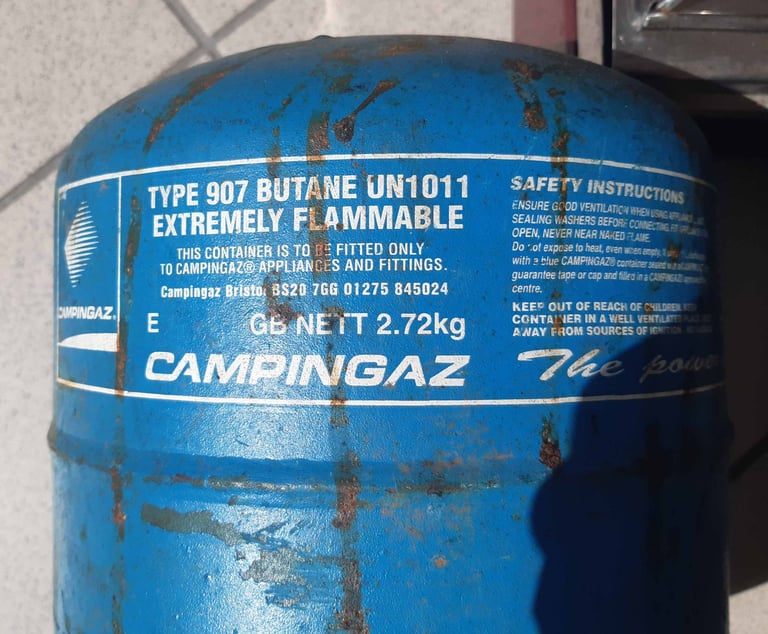 CAMPINGAZ®
TYPE 907 BUTANE UN1011
EXTREMELY FLAMMABLE
THIS CONTAINER IS TO BE FITTED ONLY
TO CAMPINGAZ® APPLIANCES AND FITTINGS.
Campingaz Bristol BS20 7GG 01275 845024
E GB NETT 2.72kg
CAMPINGAZ
SAFETY INSTRUCTIONS
ENSURE GOOD VENTILATION WHEN USING
SEALING WASHERS BEFORE CONNECTING
OPEN, NEVER NEAR NAKED FLAME.
Do not expose to heat, even when empty.
with a blue CAMPINGAZ® container sealed
guarantee tape or cap and filled in a CAMPINGAZ®
centre.
KEEP OUT OF REACH OF CHILDREN. KEEP
CONTAINER IN A WELL VENTILATED PLACE
AWAY FROM SOURCES OF IGNITION.
The power